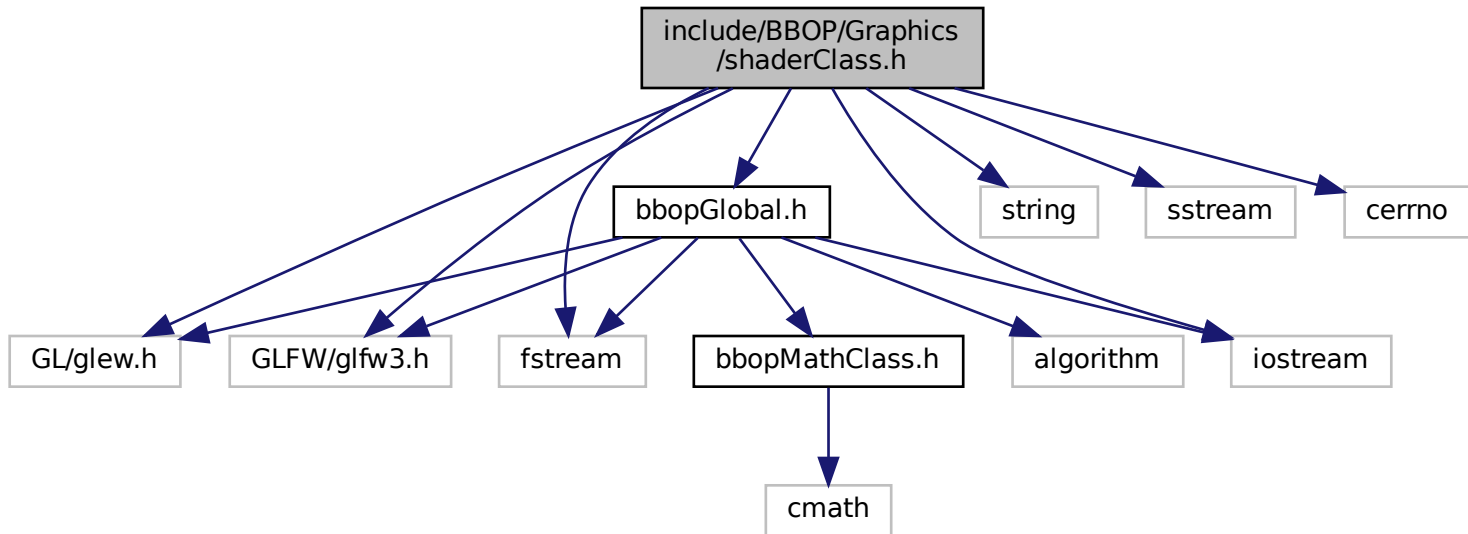 include/BBOP/Graphics
/shaderClass.h
bbopGlobal.h
string
sstream
cerrno
GL/glew.h
GLFW/glfw3.h
fstream
bbopMathClass.h
algorithm
iostream
cmath